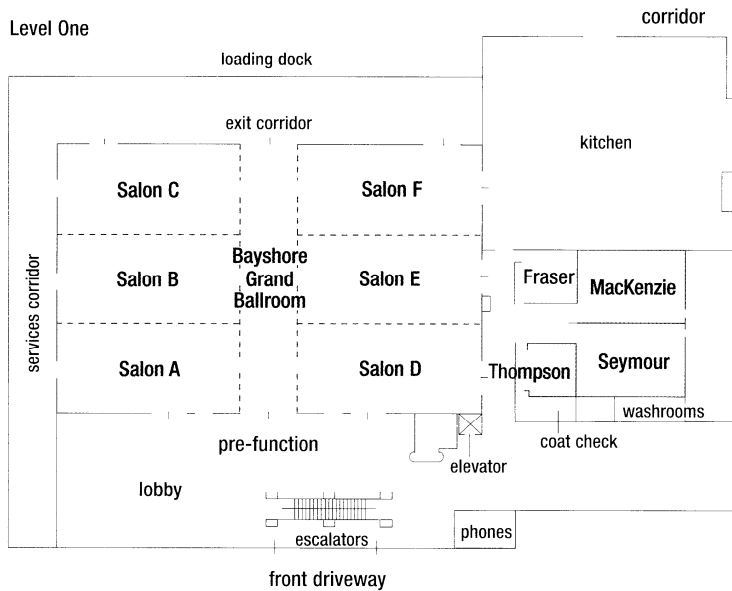 corridor
Level One
loading dock
exit corridor
kitchen
Salon C
Salon F
Bayshore
Grand
Ballroom
Salon B
Salon E
Fraser
MacKenzie
services corridor
Salon A
Salon D
Thompson
Seymour
washrooms
coat check
pre-function
elevator
lobby
escalators
phones
front driveway